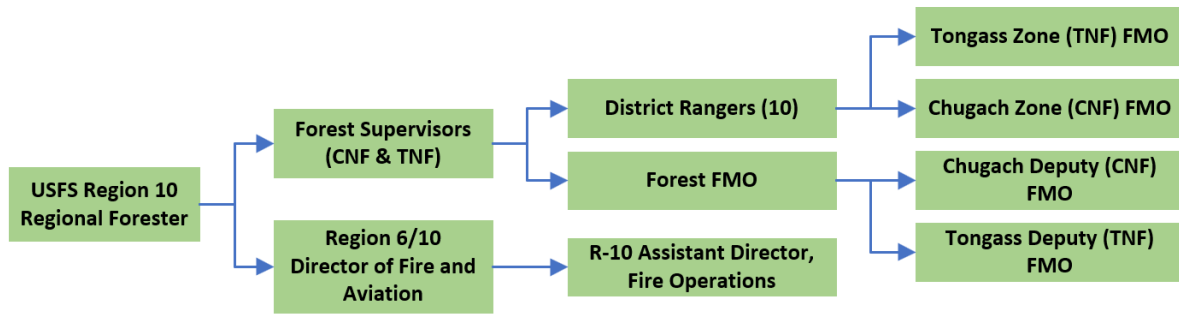 USFS Region 10
Regional Forester
Forest Supervisors
(CNF & TNF)
Region 6/10
Director of Fire and
Aviation
District Rangers (10)
Forest FMO
R-10 Assistant Director,
Fire Operations
Tongass Zone (TNF) FMO
Chugach Zone (CNF) FMO
Chugach Deputy (CNF)
FMO
Tongass Deputy (TNF)
FMO